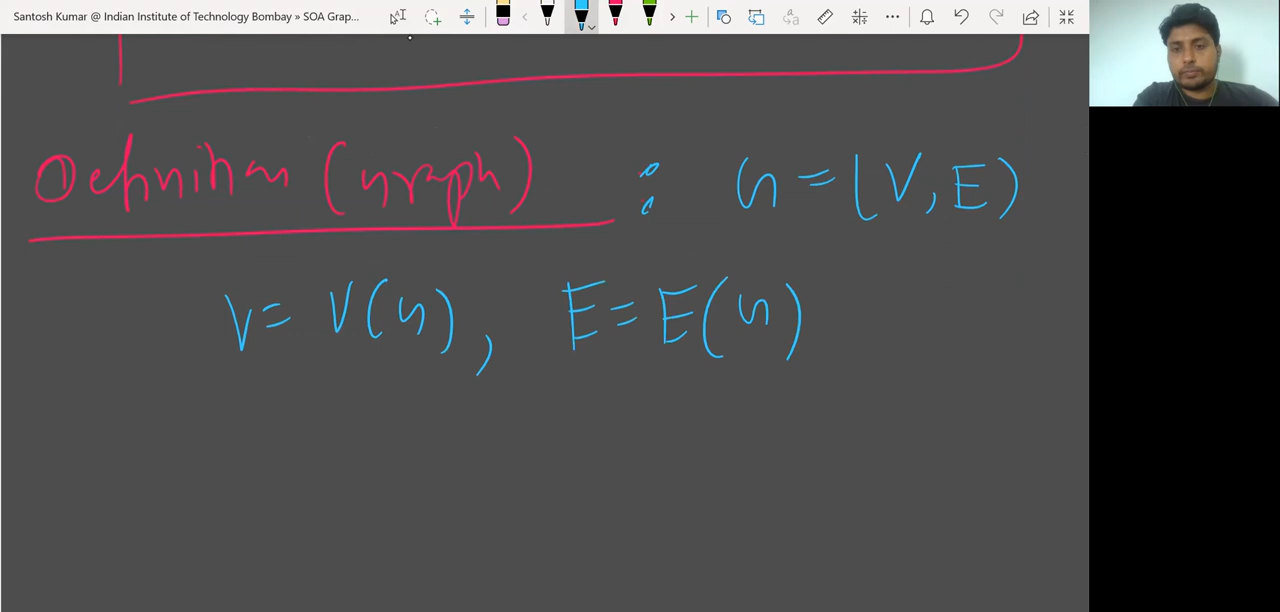 Santosh Kumar @ Indian Institute of Technology Bombay » SOA Grap...
Definition (Graph) : G = (V, E)
V = V(G), E = E(G)